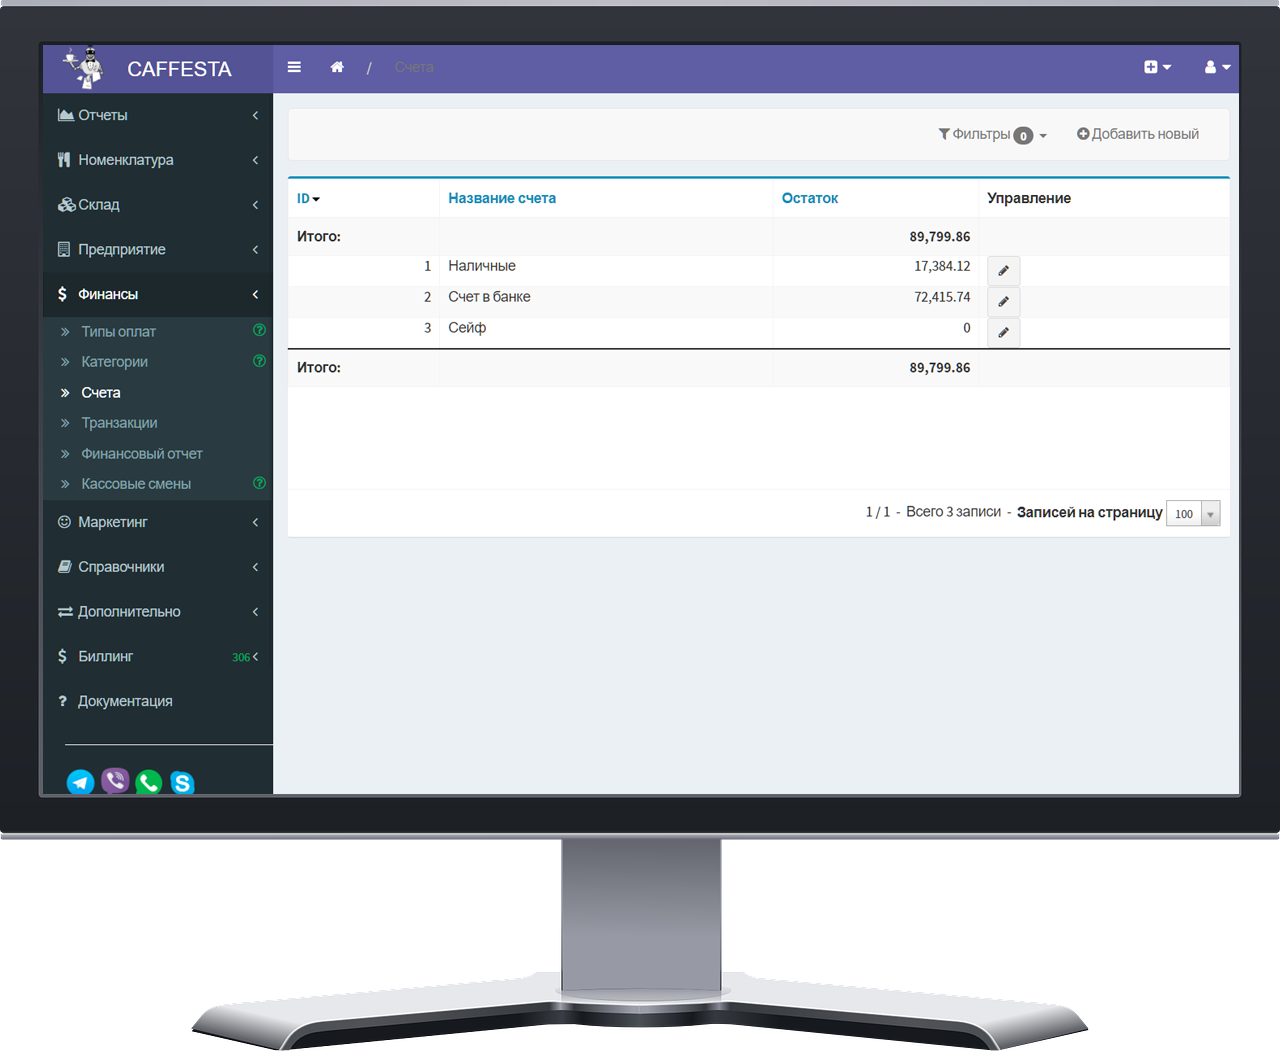 CAFFESTA
/ Счета
Отчеты
Номенклатура
Склад
Предприятие
Финансы
Типы оплат
Категории
Счета
Транзакции
Финансовый отчет
Кассовые смены
Маркетинг
Справочники
Дополнительно
Биллинг 306
Документация
Фильтры 0 Добавить новый
ID Название счета Остаток Управление
Итого: 89,799.86
1 Наличные 17,384.12
2 Счет в банке 72,415.74
3 Сейф 0
Итого: 89,799.86
1 / 1 - Всего 3 записи - Записей на страницу 100